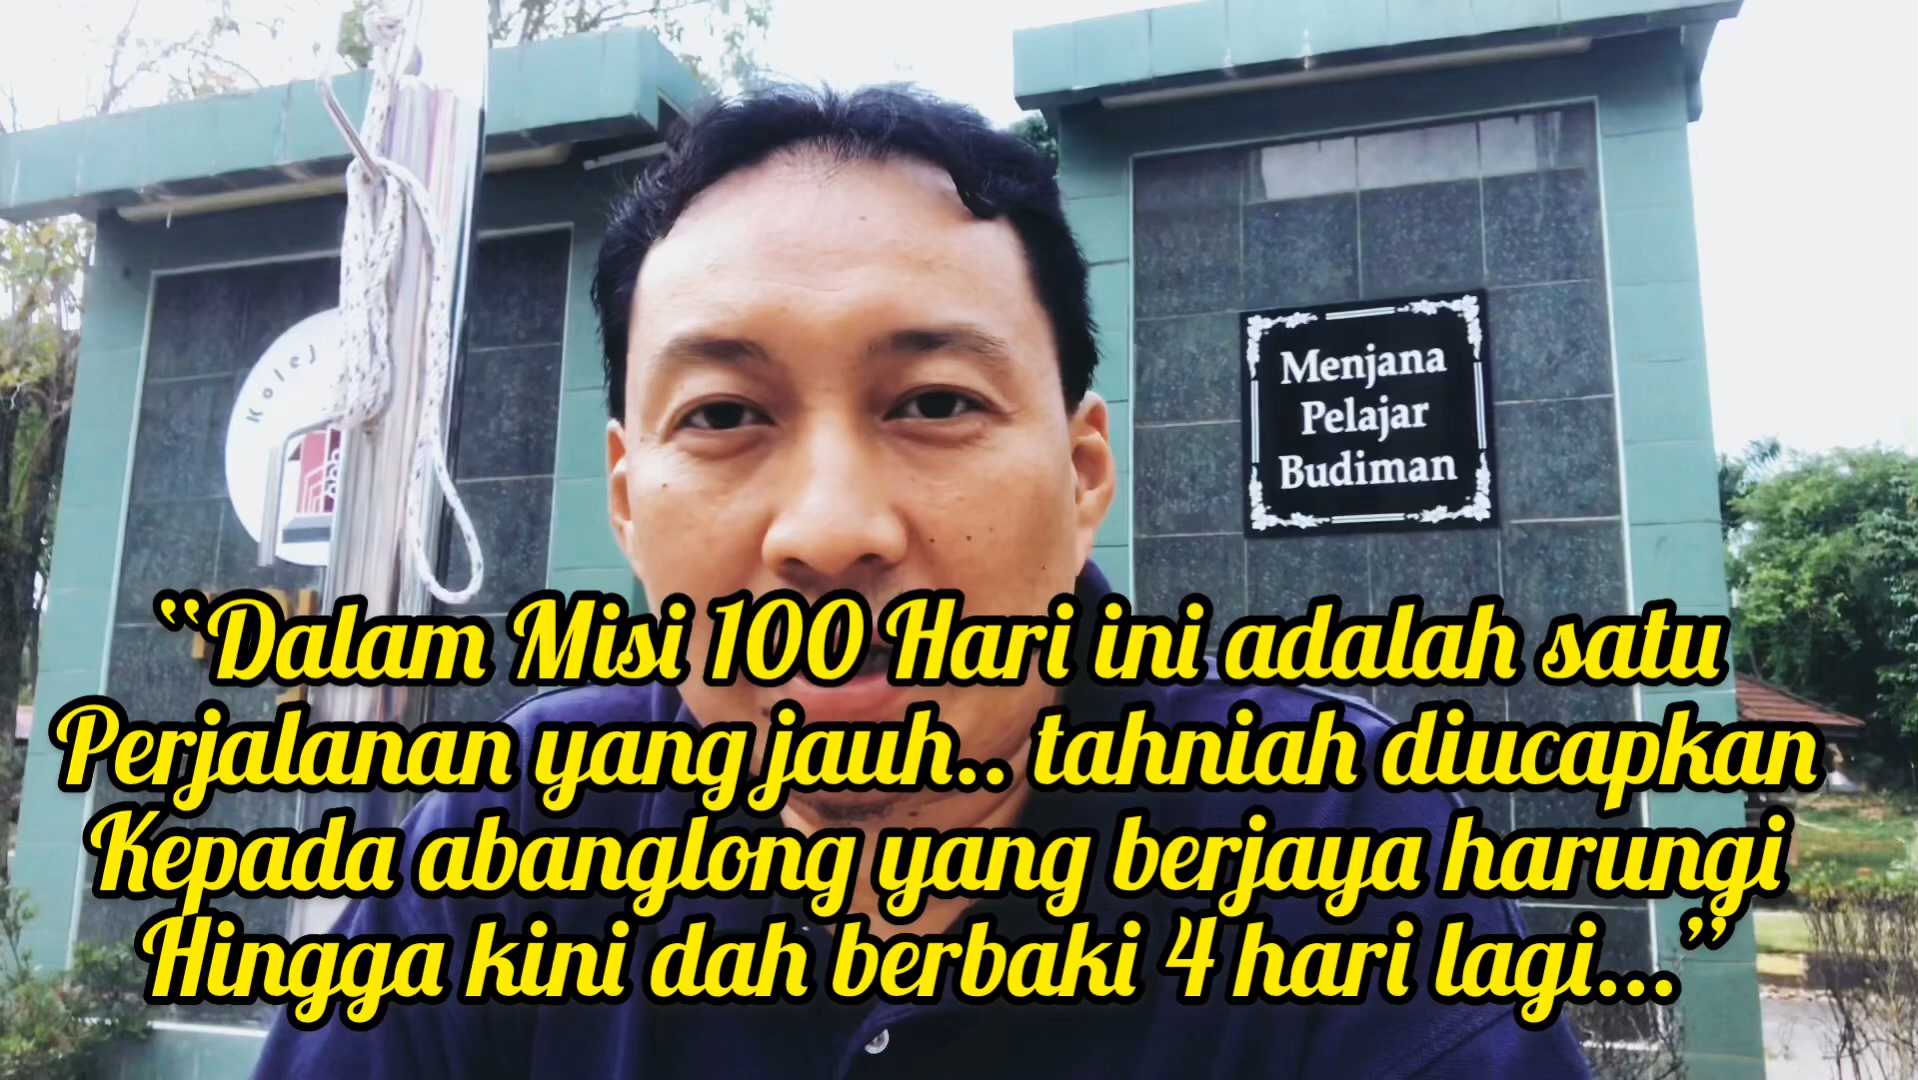 Kolej
Menjana
Pelajar
Budiman
“Dalam Misi 100 Hari ini adalah satu
Perjalanan yang jauh.. tahniah diucapkan
Kepada abanglong yang berjaya harungi
Hingga kini dah berbaki 4 hari lagi...”